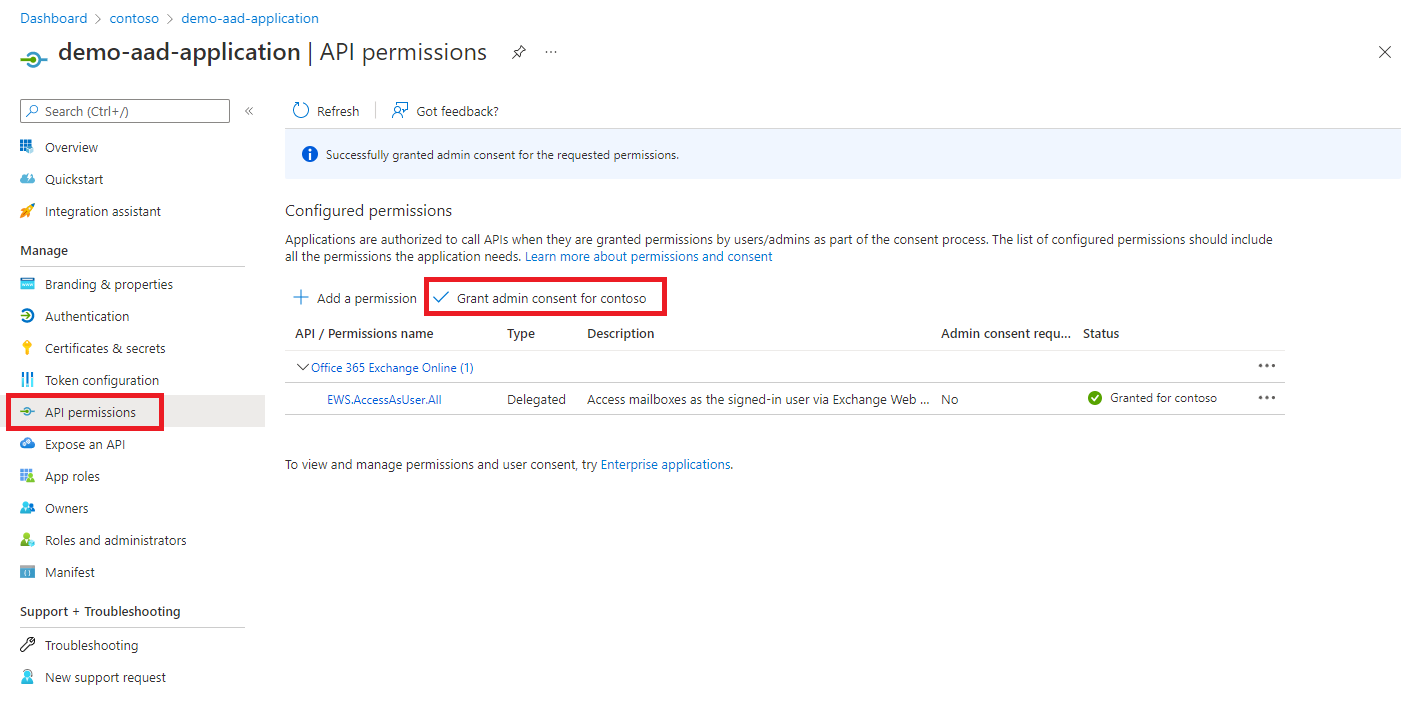 Dashboard > contoso > demo-aad-application
demo-aad-application | API permissions
Search (Ctrl+/)
Refresh
Got feedback?
Overview
Quickstart
Integration assistant
Manage
Branding & properties
Authentication
Certificates & secrets
Token configuration
API permissions
Expose an API
App roles
Owners
Roles and administrators
Manifest
Support + Troubleshooting
Troubleshooting
New support request
Successfully granted admin consent for the requested permissions.
Configured permissions
Applications are authorized to call APIs when they are granted permissions by users/admins as part of the consent process. The list of configured permissions should include
all the permissions the application needs. Learn more about permissions and consent
Add a permission Grant admin consent for contoso
API / Permissions name Type Description Admin consent requ... Status
Office 365 Exchange Online (1)
EWS.AccessAsUser.All Delegated Access mailboxes as the signed-in user via Exchange Web ... No Granted for contoso
To view and manage permissions and user consent, try Enterprise applications.